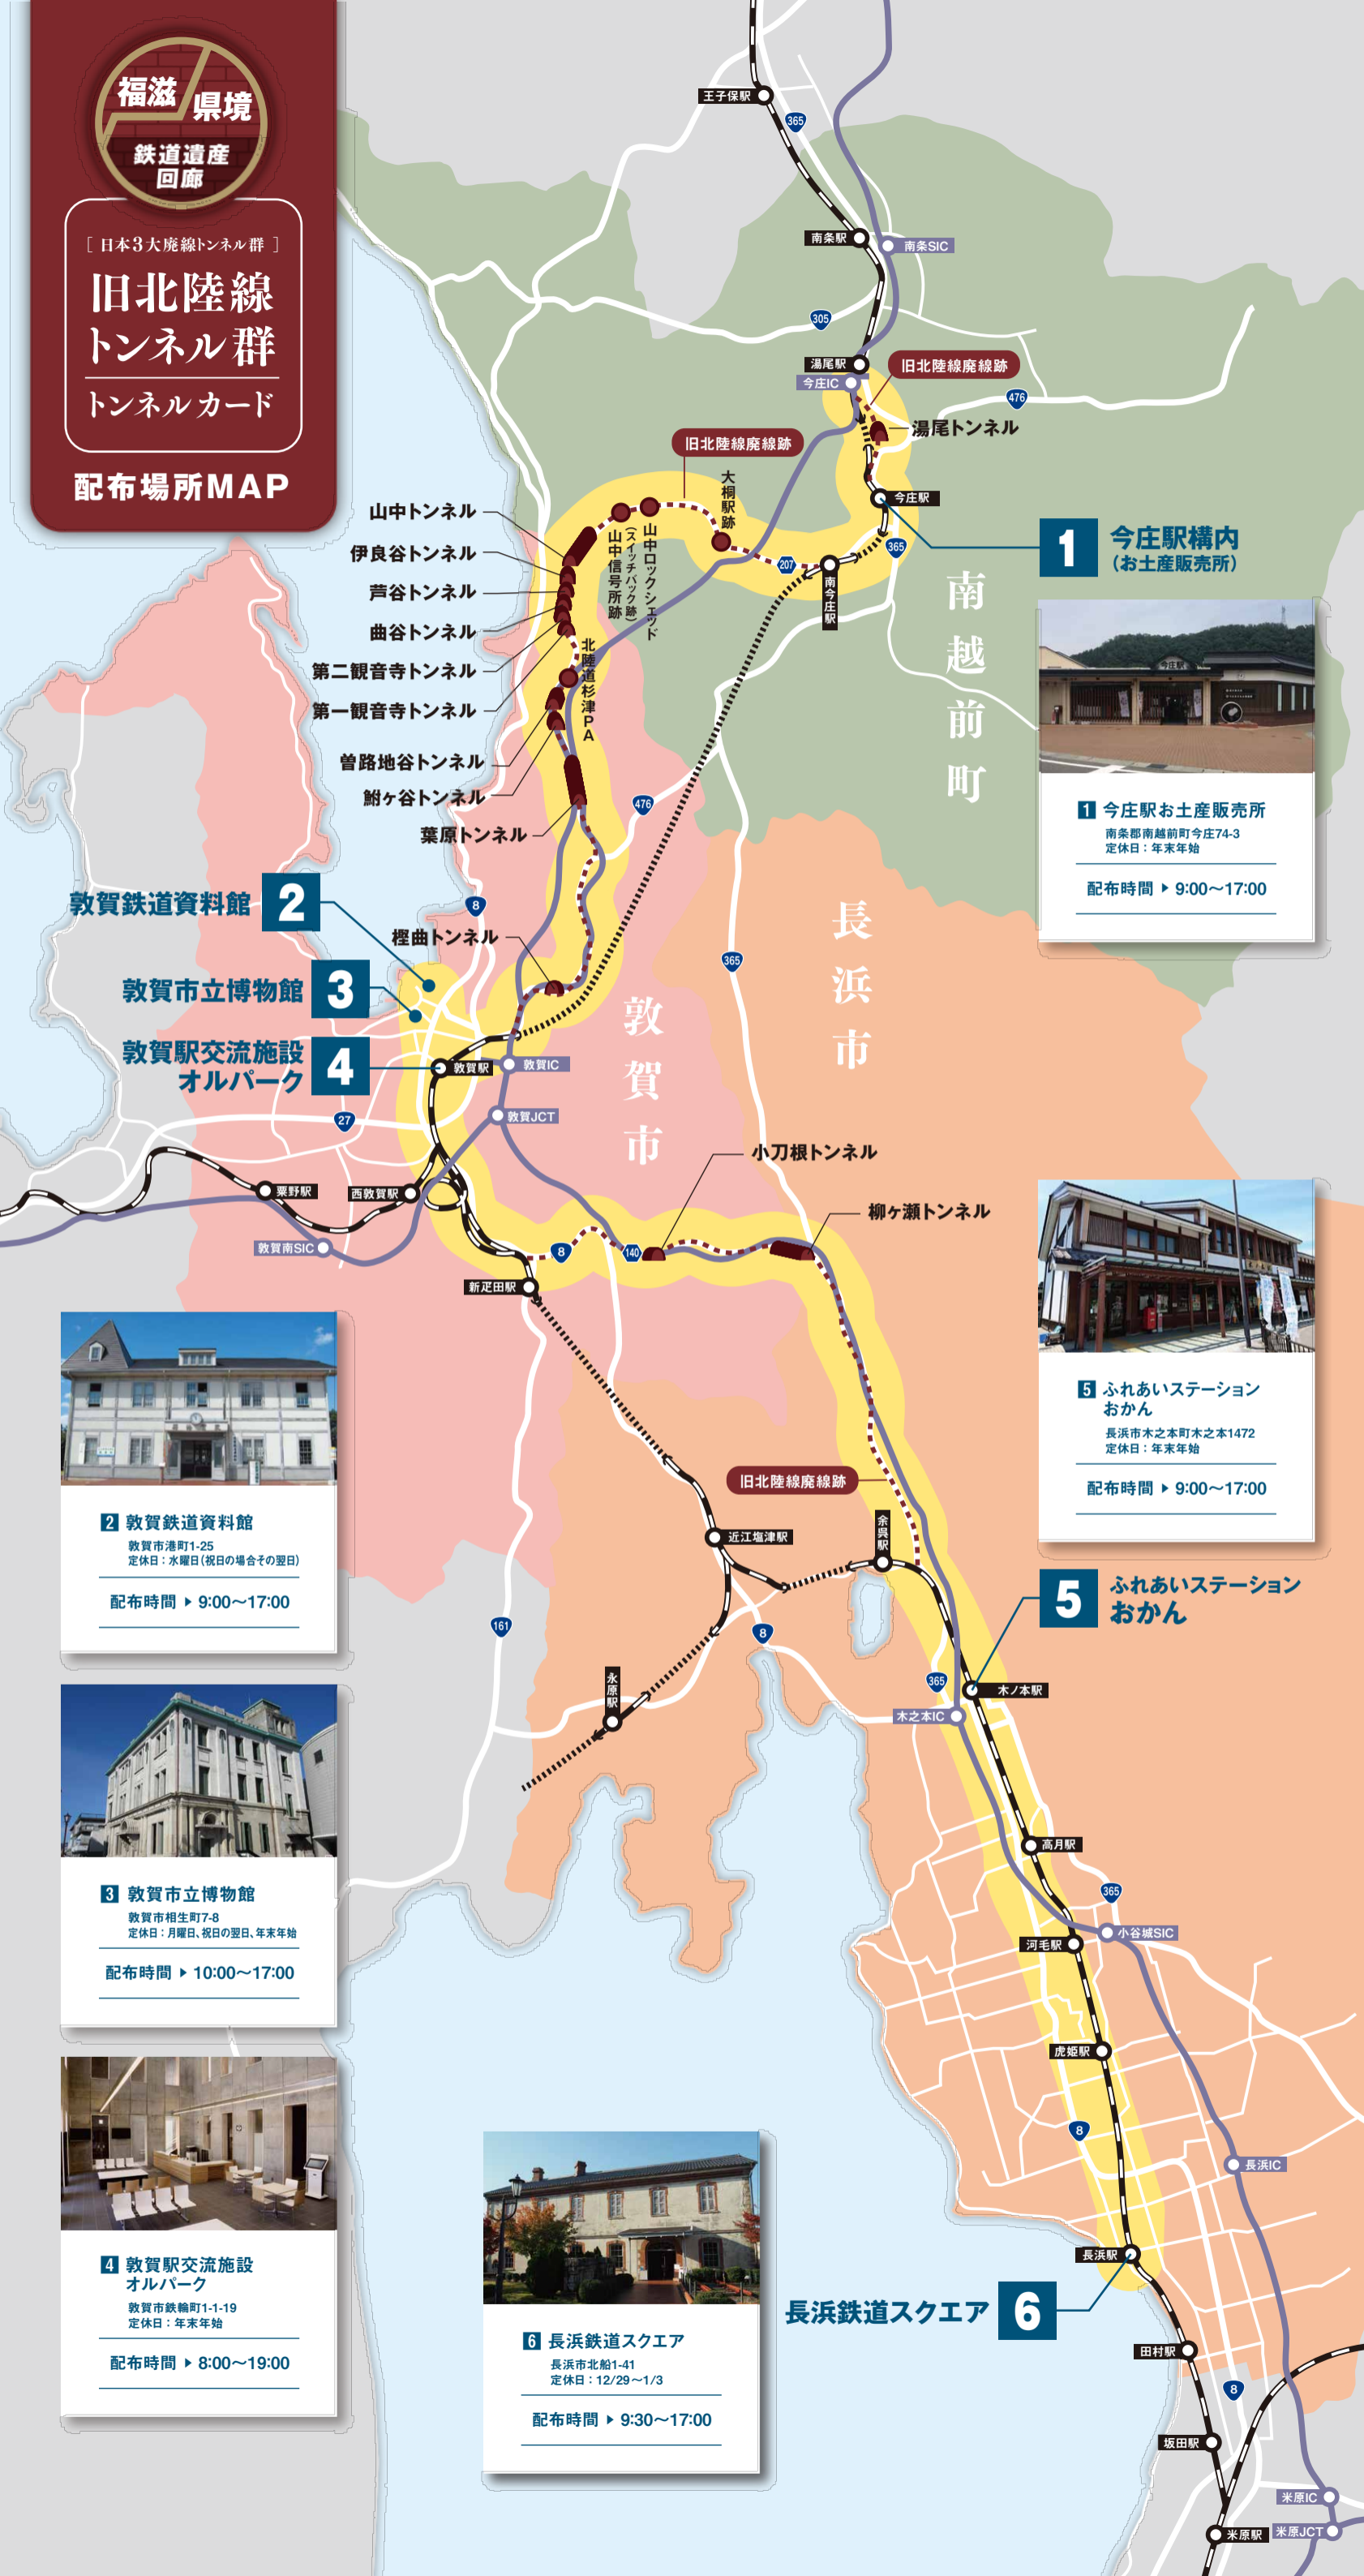 福滋
県境
鉄道遺産
回廊
［日本3大廃線トンネル群］
旧北陸線
トンネル群
トンネルカード
配布場所MAP
王子保駅
365
南条駅
南条SIC
305
湯尾駅
今庄IC
旧北陸線廃線跡
476
湯尾トンネル
旧北陸線廃線跡
大桐駅跡
今庄駅
山中トンネル
山中ロックシェッド
(スイッチバック跡)
山中信号所跡
365
207
南今庄駅
1
今庄駅構内
(お土産販売所)
伊良谷トンネル
芦谷トンネル
曲谷トンネル
第二観音寺トンネル
第一観音寺トンネル
北陸道杉津PA
曽路地谷トンネル
鮒ヶ谷トンネル
葉原トンネル
476
南越前町
今庄駅
1 今庄駅お土産販売所
南条郡南越前町今庄74-3
定休日：年末年始
配布時間 ▶ 9:00〜17:00
敦賀鉄道資料館
2
8
樫曲トンネル
365
長浜市
敦賀市立博物館
3
敦賀市
敦賀駅交流施設
オルパーク
4
敦賀駅
敦賀IC
敦賀JCT
27
小刀根トンネル
柳ヶ瀬トンネル
粟野駅
西敦賀駅
敦賀南SIC
8
140
新疋田駅
5 ふれあいステーション
おかん
長浜市木之本町木之本1472
定休日：年末年始
配布時間 ▶ 9:00〜17:00
2 敦賀鉄道資料館
敦賀市港町1-25
定休日：水曜日(祝日の場合その翌日)
配布時間 ▶ 9:00〜17:00
旧北陸線廃線跡
余呉駅
近江塩津駅
5
ふれあいステーション
おかん
161
8
永原駅
365
木ノ本駅
木之本IC
3 敦賀市立博物館
敦賀市相生町7-8
定休日：月曜日、祝日の翌日、年末年始
配布時間 ▶ 10:00〜17:00
高月駅
365
小谷城SIC
河毛駅
虎姫駅
8
長浜IC
4 敦賀駅交流施設
オルパーク
敦賀市鉄輪町1-1-19
定休日：年末年始
配布時間 ▶ 8:00〜19:00
長浜駅
長浜鉄道スクエア
6
6 長浜鉄道スクエア
長浜市北船1-41
定休日：12/29〜1/3
配布時間 ▶ 9:30〜17:00
田村駅
8
坂田駅
米原IC
米原駅
米原JCT